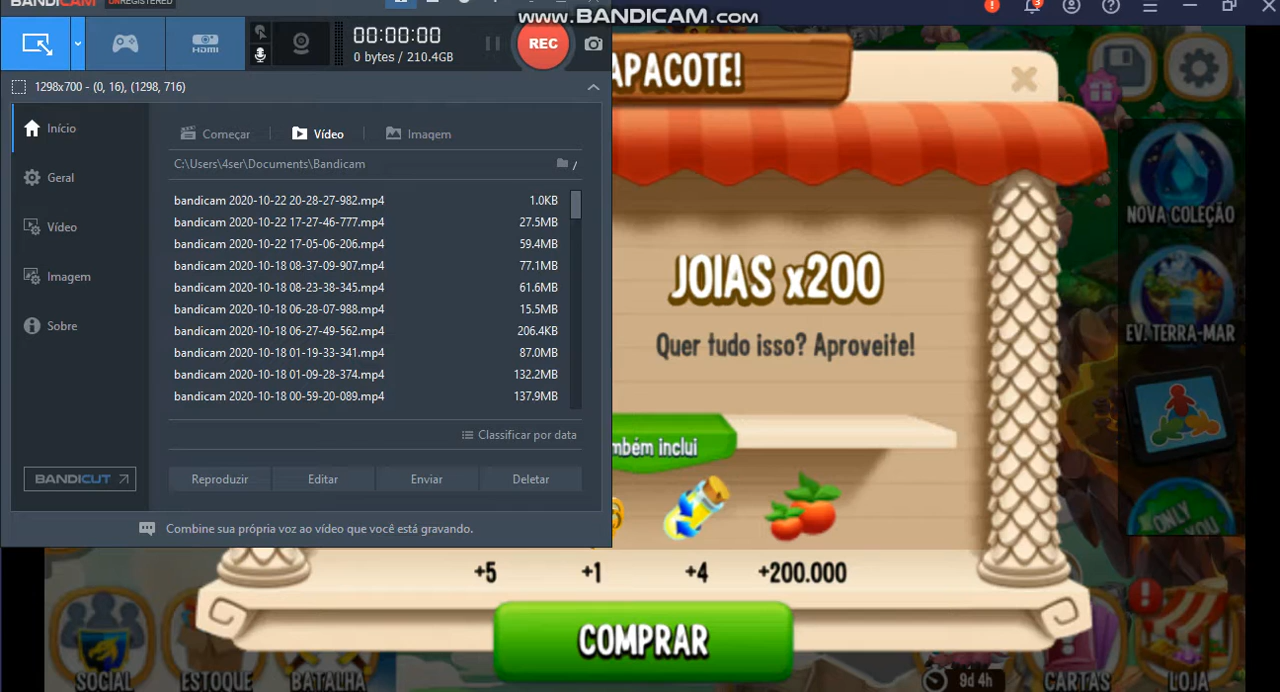 BANDICAM UNREGISTERED
www.BANDICAM.com
HDMI
00:00:00
0 bytes / 210.4GB
REC
1298x700 - (0, 16), (1298, 716)
Início
Geral
Vídeo
Imagem
Sobre
BANDICUT
Começar
Vídeo
Imagem
C:\Users\4ser\Documents\Bandicam
/
bandicam 2020-10-22 20-28-27-982.mp4 1.0KB
bandicam 2020-10-22 17-27-46-777.mp4 27.5MB
bandicam 2020-10-22 17-05-06-206.mp4 59.4MB
bandicam 2020-10-18 08-37-09-907.mp4 77.1MB
bandicam 2020-10-18 08-23-38-345.mp4 61.6MB
bandicam 2020-10-18 06-28-07-988.mp4 15.5MB
bandicam 2020-10-18 06-27-49-562.mp4 206.4KB
bandicam 2020-10-18 01-19-33-341.mp4 87.0MB
bandicam 2020-10-18 01-09-28-374.mp4 132.2MB
bandicam 2020-10-18 00-59-20-089.mp4 137.9MB
Classificar por data
Reproduzir Editar Enviar Deletar
Combine sua própria voz ao vídeo que você está gravando.
3
APACOTE!
JOIAS x200
Quer tudo isso? Aproveite!
mbém inclui
+5 +1 +4 +200.000
COMPRAR
NOVA COLEÇÃO
EV. TERRA-MAR
ONLY
YOU
SOCIAL
ESTOQUE
BATALHA
9d 4h
CARTAS
LOJA